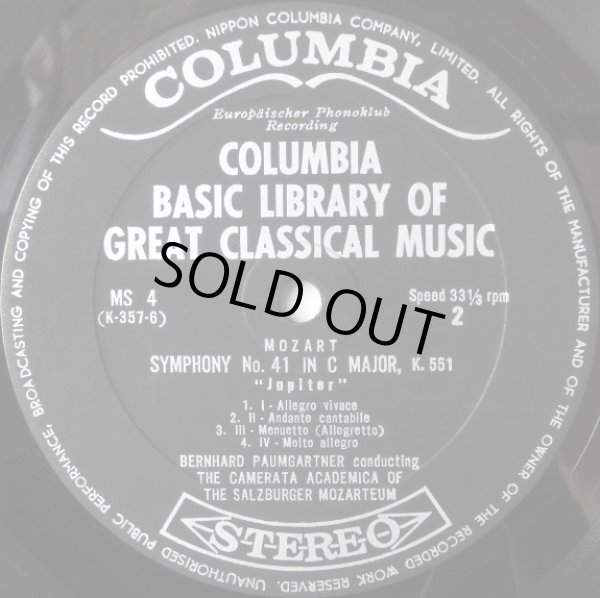 UNAUTHORISED PUBLIC PERFORMANCE, BROADCASTING AND COPYING OF THIS RECORD PROHIBITED. NIPPON COLUMBIA COMPANY, LIMITED. ALL RIGHTS OF THE MANUFACTURER AND OF THE OWNER OF THE RECORDED WORK RESERVED.
COLUMBIA
Europäischer Phonoklub
Recording
COLUMBIA
BASIC LIBRARY OF
GREAT CLASSICAL MUSIC
SOLD OUT
MS 4
(K-357-6)
Speed 33 1/3 rpm
2
MOZART
SYMPHONY No. 41 IN C MAJOR, K. 551
"Jupiter"
1. I - Allegro vivace
2. II - Andante cantabile
3. III - Menuetto (Allegretto)
4. IV - Molto allegro
BERNHARD PAUMGARTNER conducting
THE CAMERATA ACADEMICA OF
THE SALZBURGER MOZARTEUM
S-T-E-R-E-O